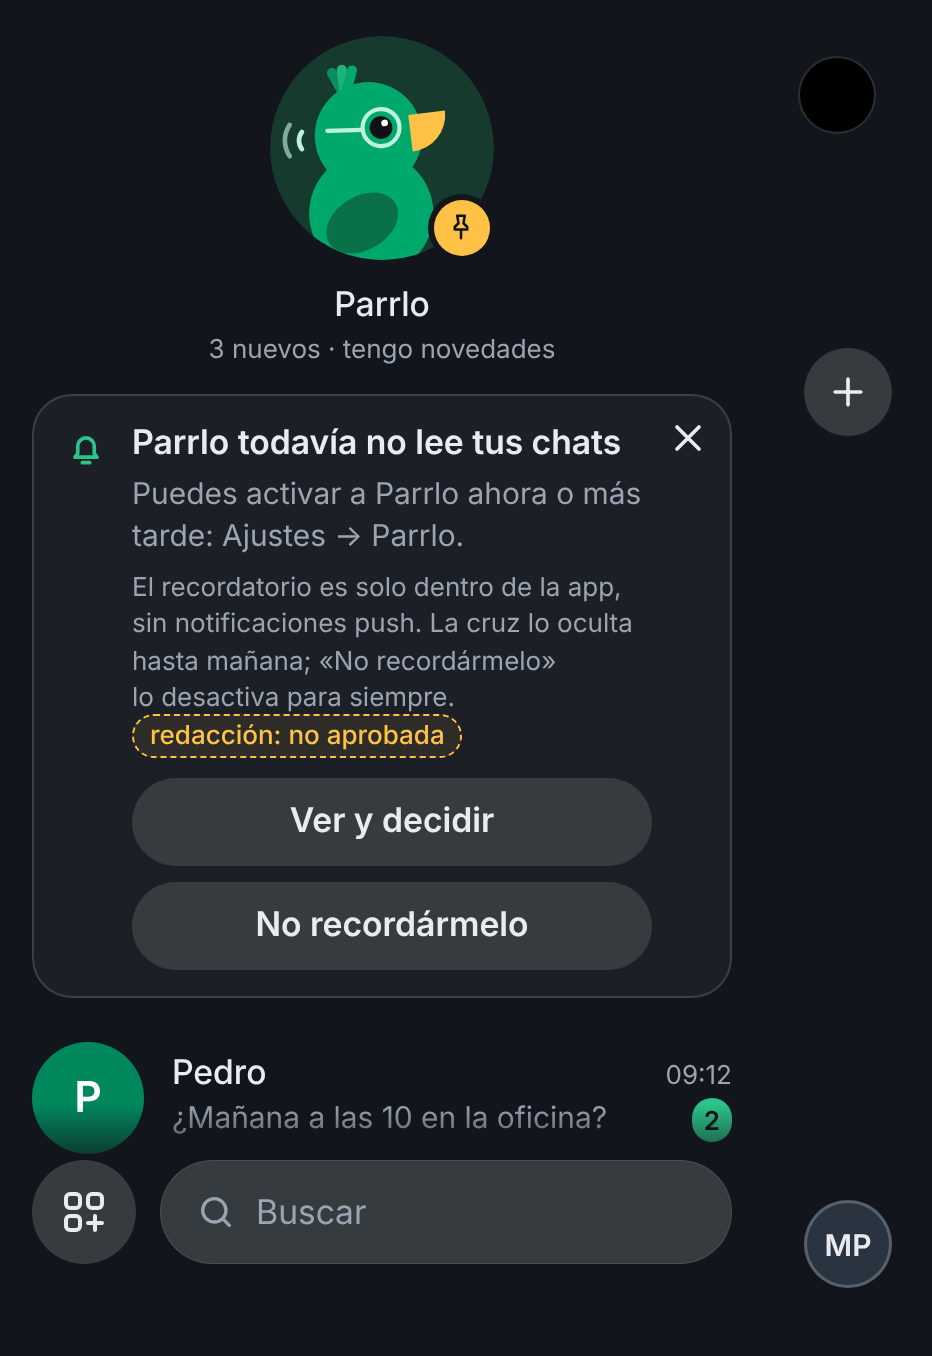 Parrlo
3 nuevos · tengo novedades
Parrlo todavía no lee tus chats
Puedes activar a Parrlo ahora o más
tarde: Ajustes → Parrlo.
El recordatorio es solo dentro de la app,
sin notificaciones push. La cruz lo oculta
hasta mañana; «No recordármelo»
lo desactiva para siempre.
redacción: no aprobada
Ver y decidir
No recordármelo
P
Pedro
09:12
¿Mañana a las 10 en la oficina?
2
Buscar
MP